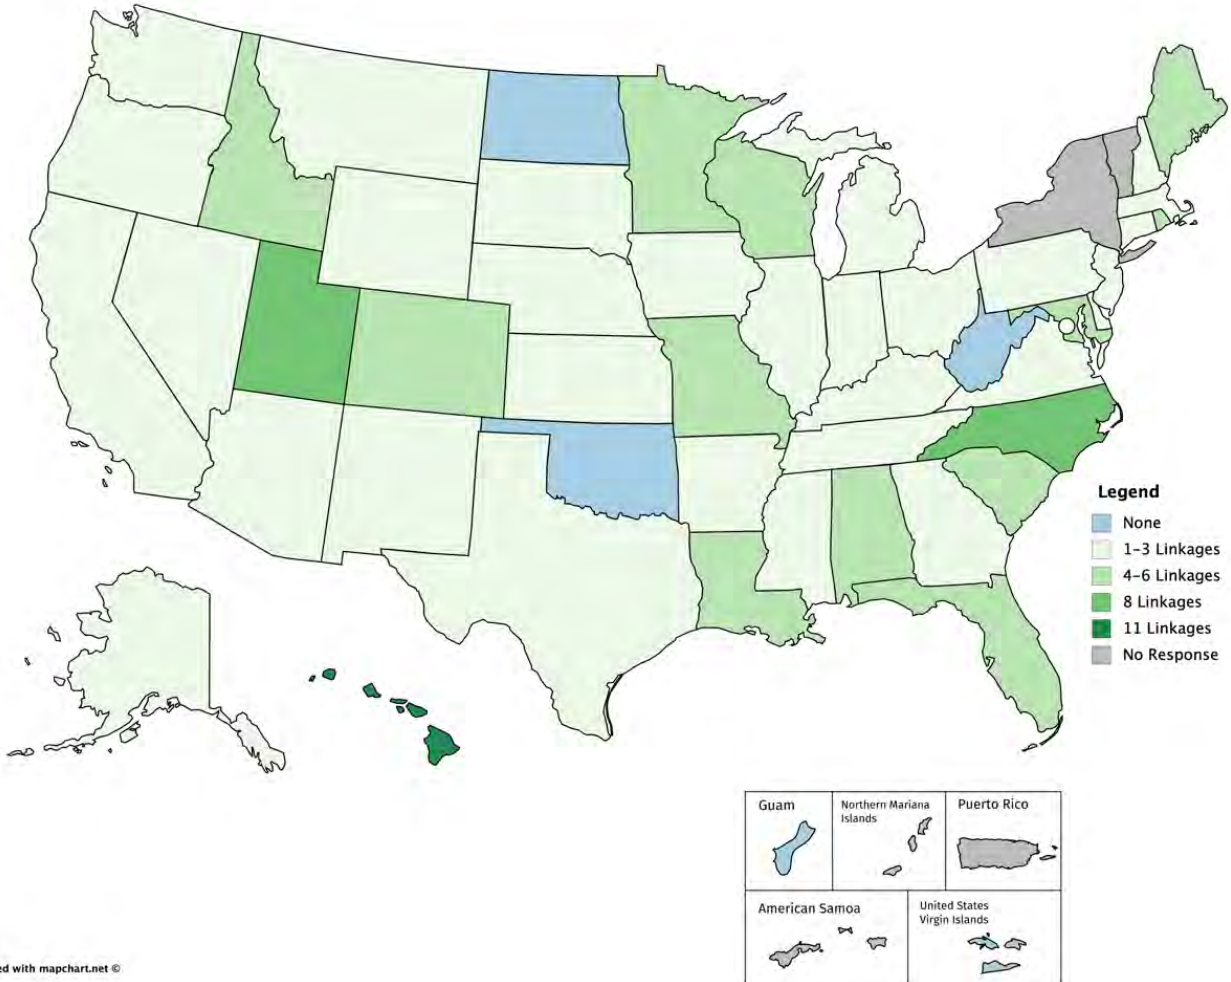 Legend
None
1-3 Linkages
4-6 Linkages
8 Linkages
11 Linkages
No Response
Guam
Northern Mariana
Islands
Puerto Rico
American Samoa
United States
Virgin Islands
ed with mapchart.net ©